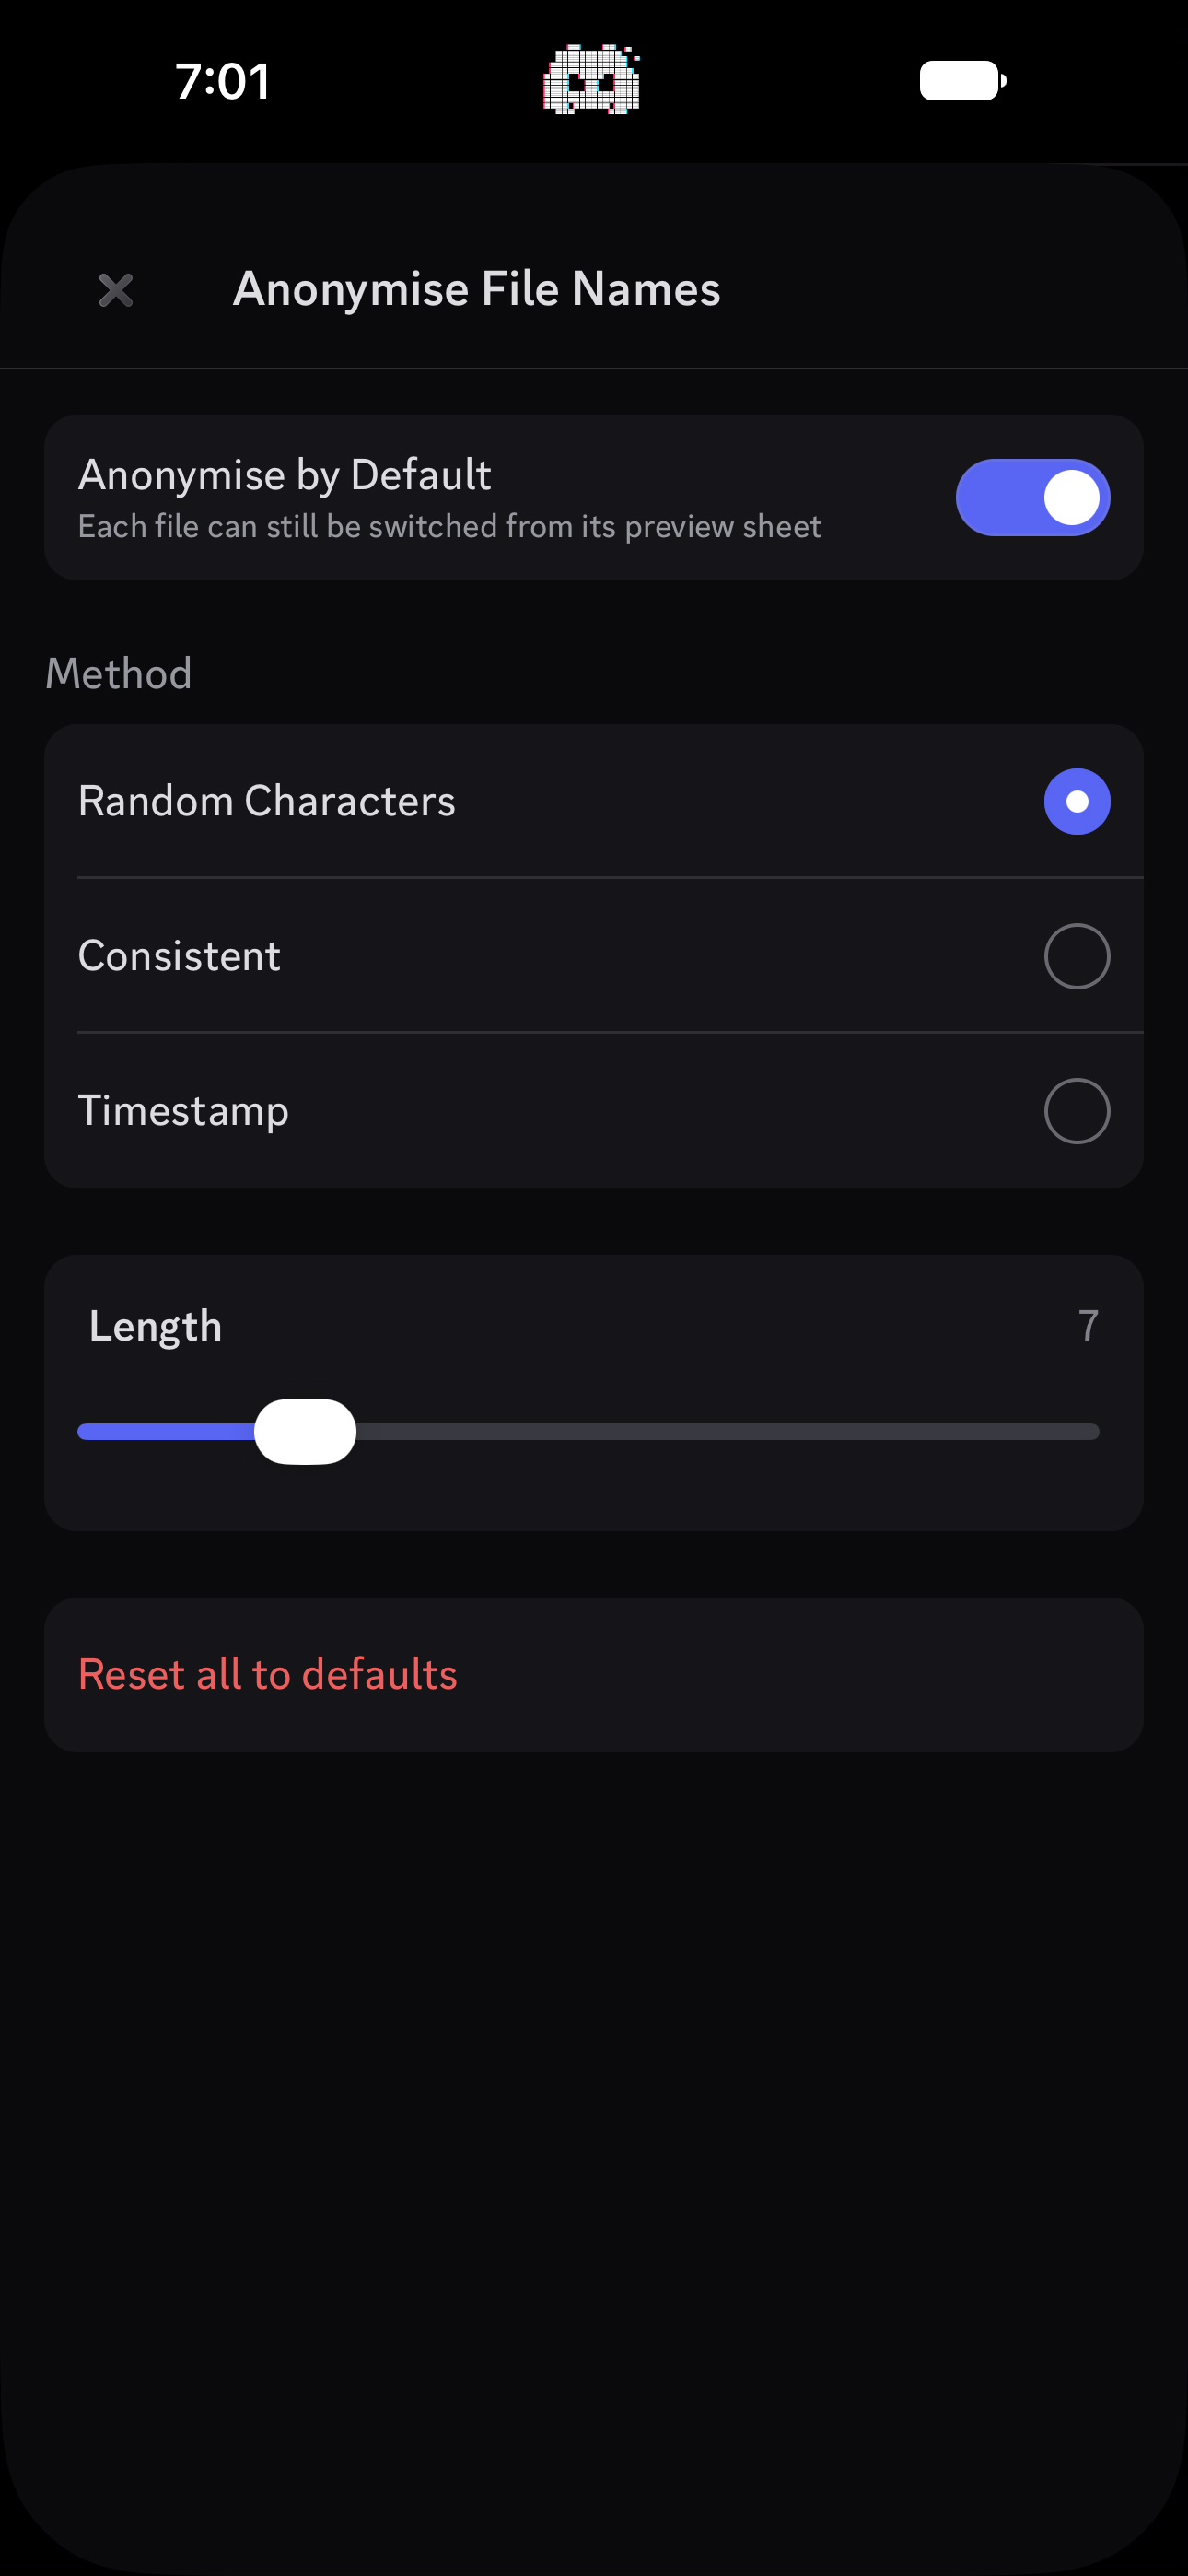 7:01
Anonymise File Names
Anonymise by Default
Each file can still be switched from its preview sheet
Method
Random Characters
Consistent
Timestamp
Length
7
Reset all to defaults